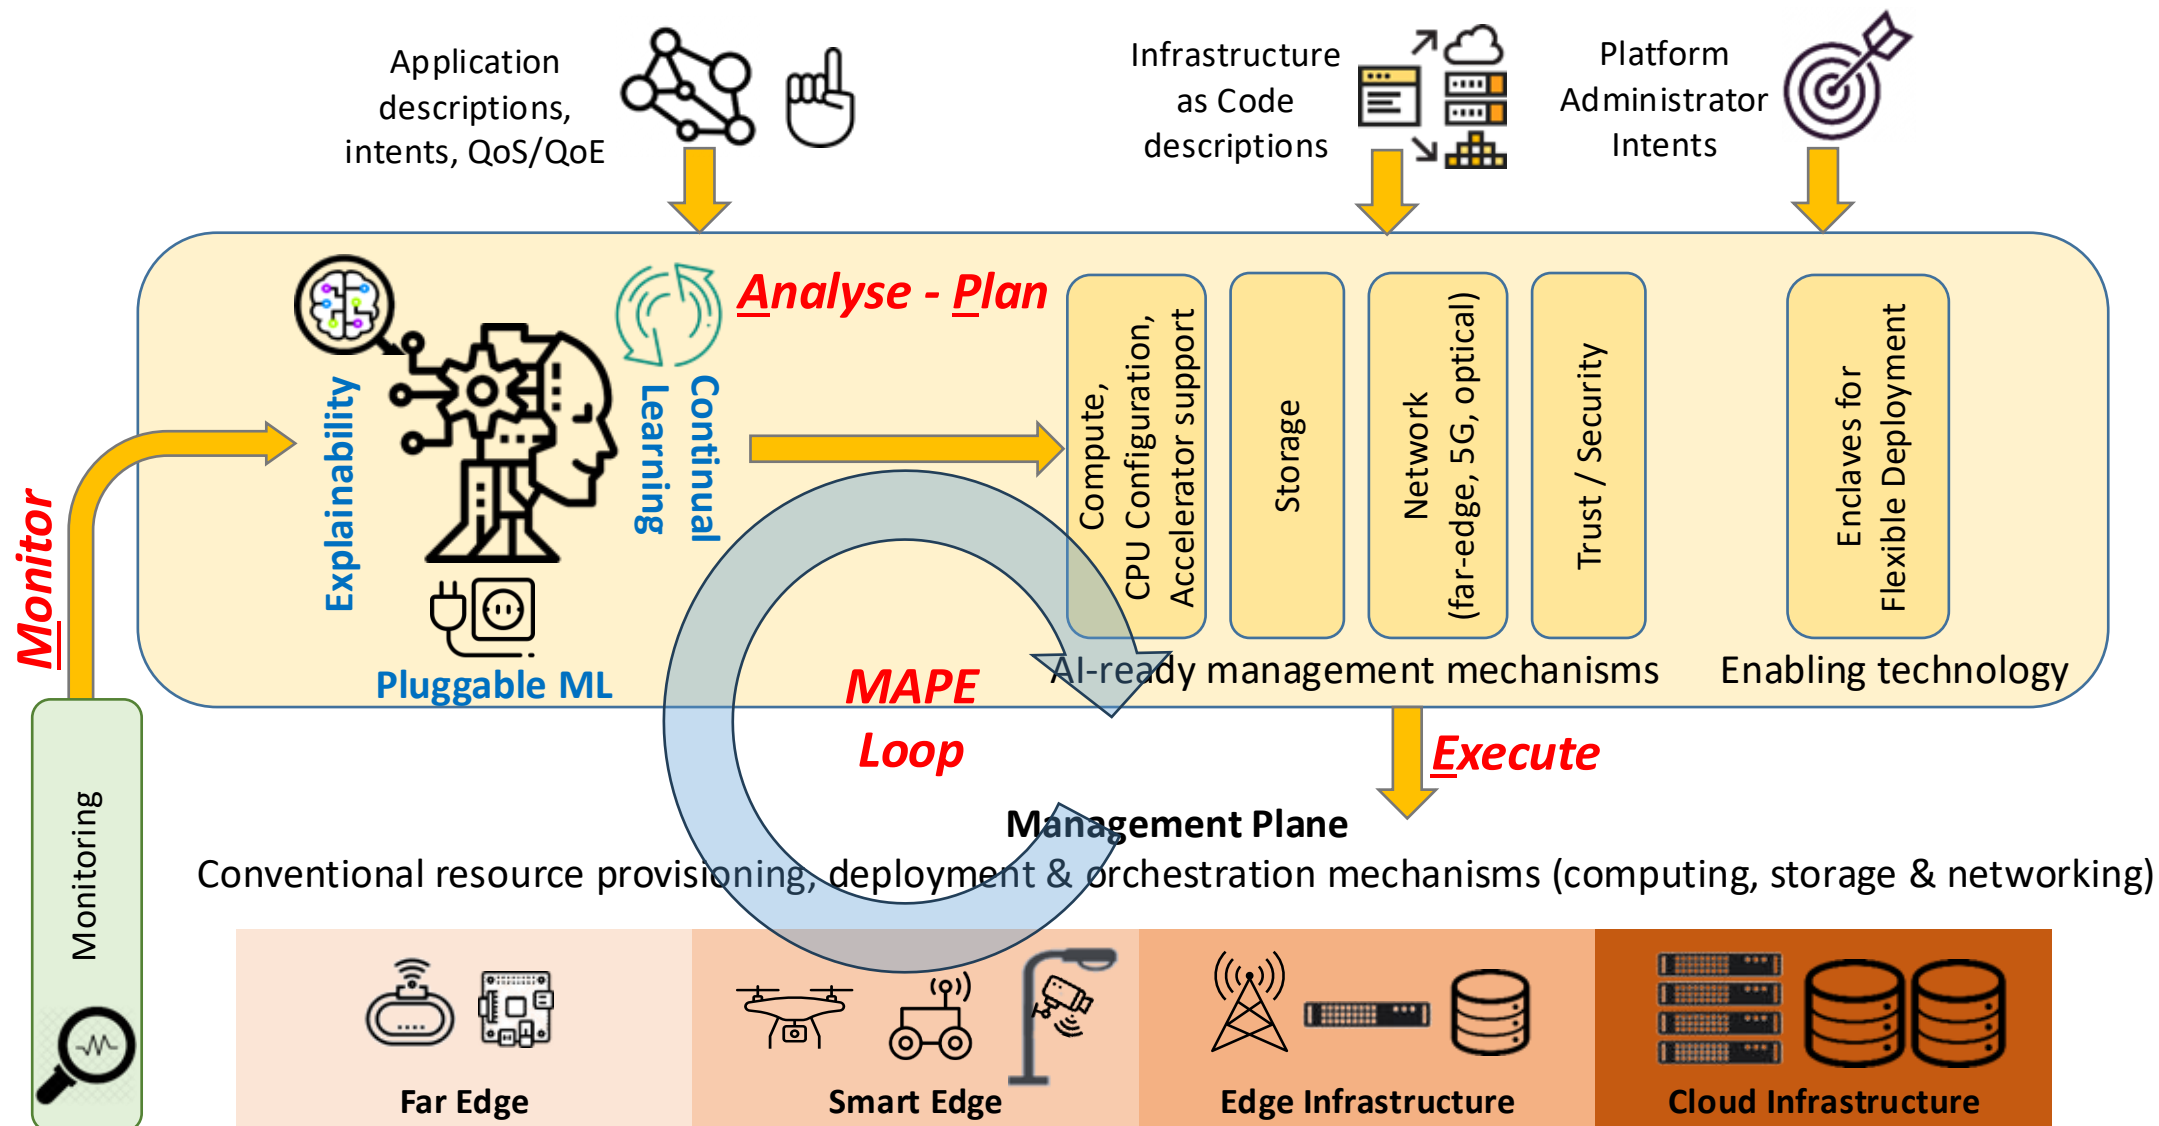 Application
descriptions,
intents, QoS/QoE
Infrastructure
as Code
descriptions
Platform
Administrator
Intents
Analyse - Plan
Explainability
Continual
Learning
Pluggable ML
Compute,
CPU Configuration,
Accelerator support
Storage
Network
(far-edge, 5G, optical)
Trust / Security
Enclaves for
Flexible Deployment
AI-ready management mechanisms
Enabling technology
Monitor
MAPE
Loop
Execute
Monitoring
Management Plane
Conventional resource provisioning, deployment & orchestration mechanisms (computing, storage & networking)
Far Edge
Smart Edge
Edge Infrastructure
Cloud Infrastructure